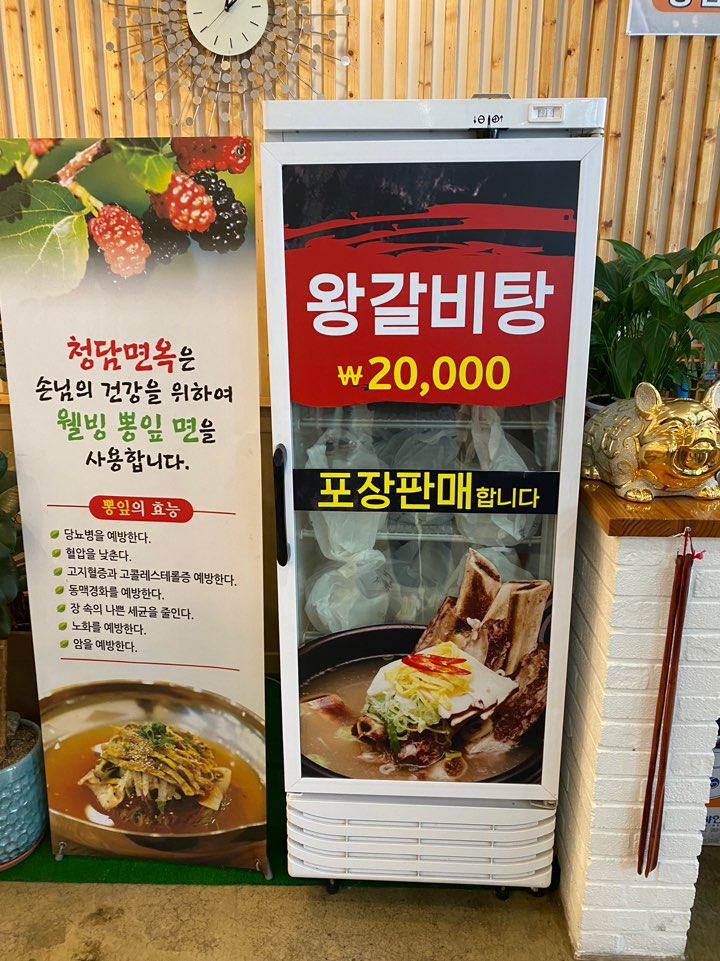 청담면옥은
손님의 건강을 위하여
웰빙 뽕잎 면을
사용합니다.
뽕잎의 효능
당뇨병을 예방한다.
혈압을 낮춘다.
고지혈증과 고콜레스테롤증 예방한다.
동맥경화를 예방한다.
장 속의 나쁜 세균을 줄인다.
노화를 예방한다.
암을 예방한다.
왕갈비탕
₩20,000
포장판매합니다